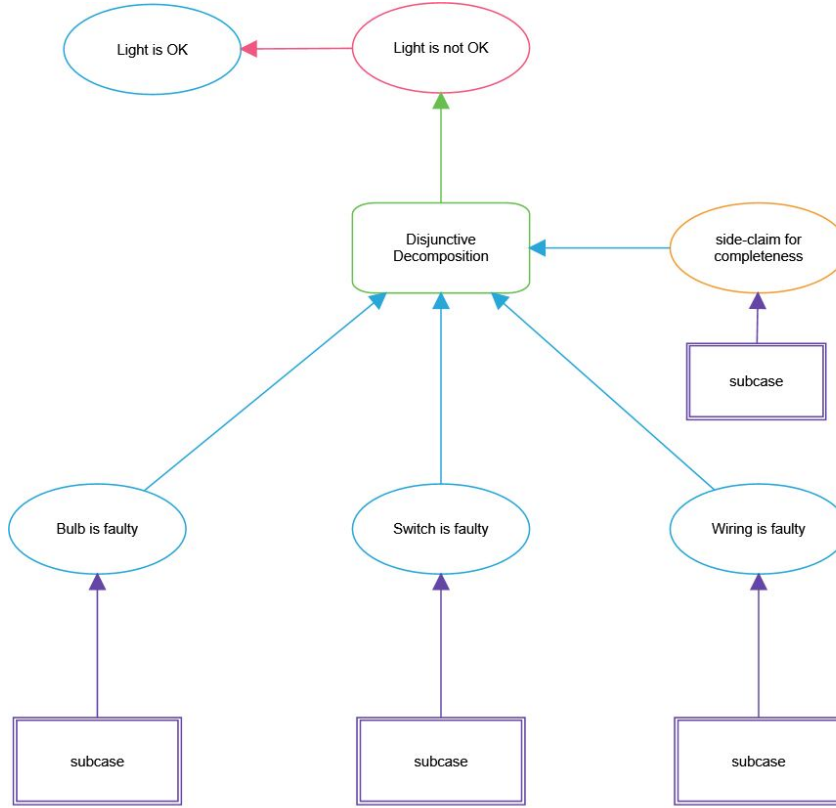 Light is OK
Light is not OK
Disjunctive
Decomposition
side-claim for
completeness
subcase
Bulb is faulty
Switch is faulty
Wiring is faulty
subcase
subcase
subcase